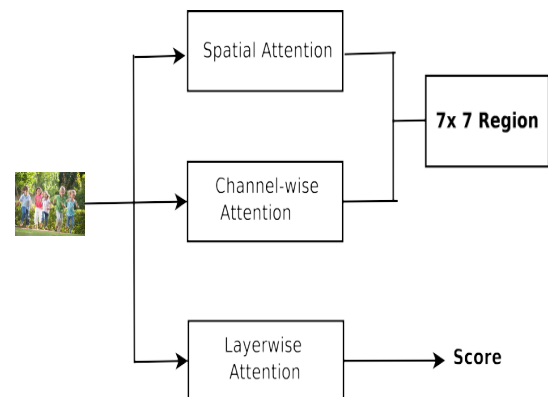 Spatial Attention
7x 7 Region
Channel-wise
Attention
Layerwise
Attention
Score